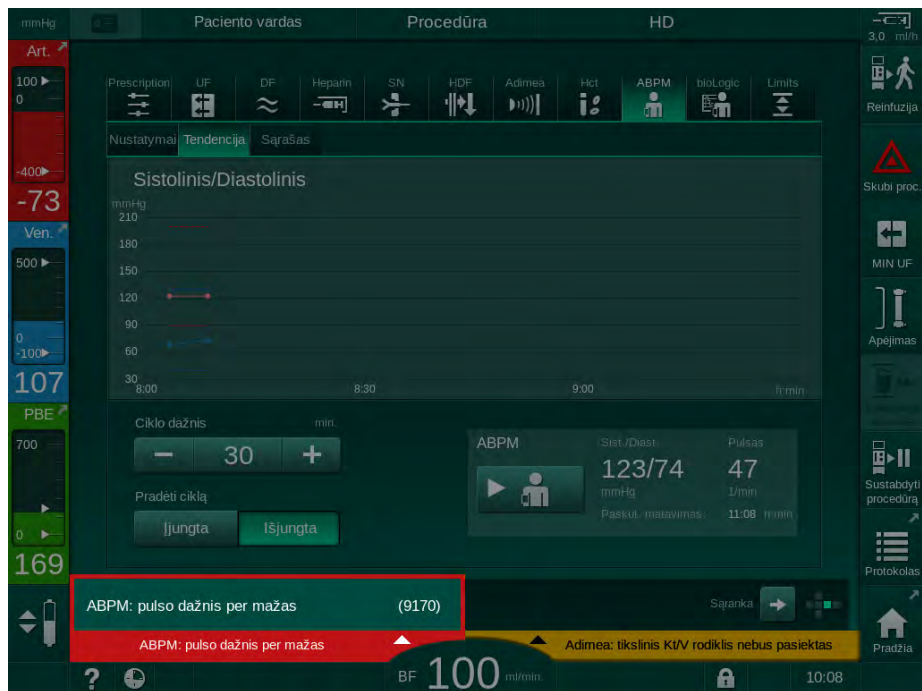 mmHg
Paciento vardas
Procedūra
HD
3,0 ml/h
Art.
100
0
-400
-73
Ven.
500
0
-100
107
PBE
700
0
169
Prescription
UF
DF
Heparin
SN
HDF
Adimea
Hct
ABPM
bioLogic
Limits
Nustatymai
Tendencija
Sąrašas
Sistolinis/Diastolinis
mmHg
210
180
150
120
90
60
30
8:00
8:30
9:00
h:min
Ciklo dažnis
min.
30
Pradėti ciklą
Įjungta
Išjungta
ABPM
Sist./Diast.
Pulsas
123/74
47
mmHg
1/min
Paskut. matavimas:
11:08
h:min
Reinfuzija
Skubi proc.
MIN UF
Apėjimas
Sustabdyti
procedūrą
Protokolas
Pradžia
ABPM: pulso dažnis per mažas (9170)
Sąranka
ABPM: pulso dažnis per mažas
Adimea: tikslinis Kt/V rodiklis nebus pasiektas
?
BF 100 ml/min.
10:08